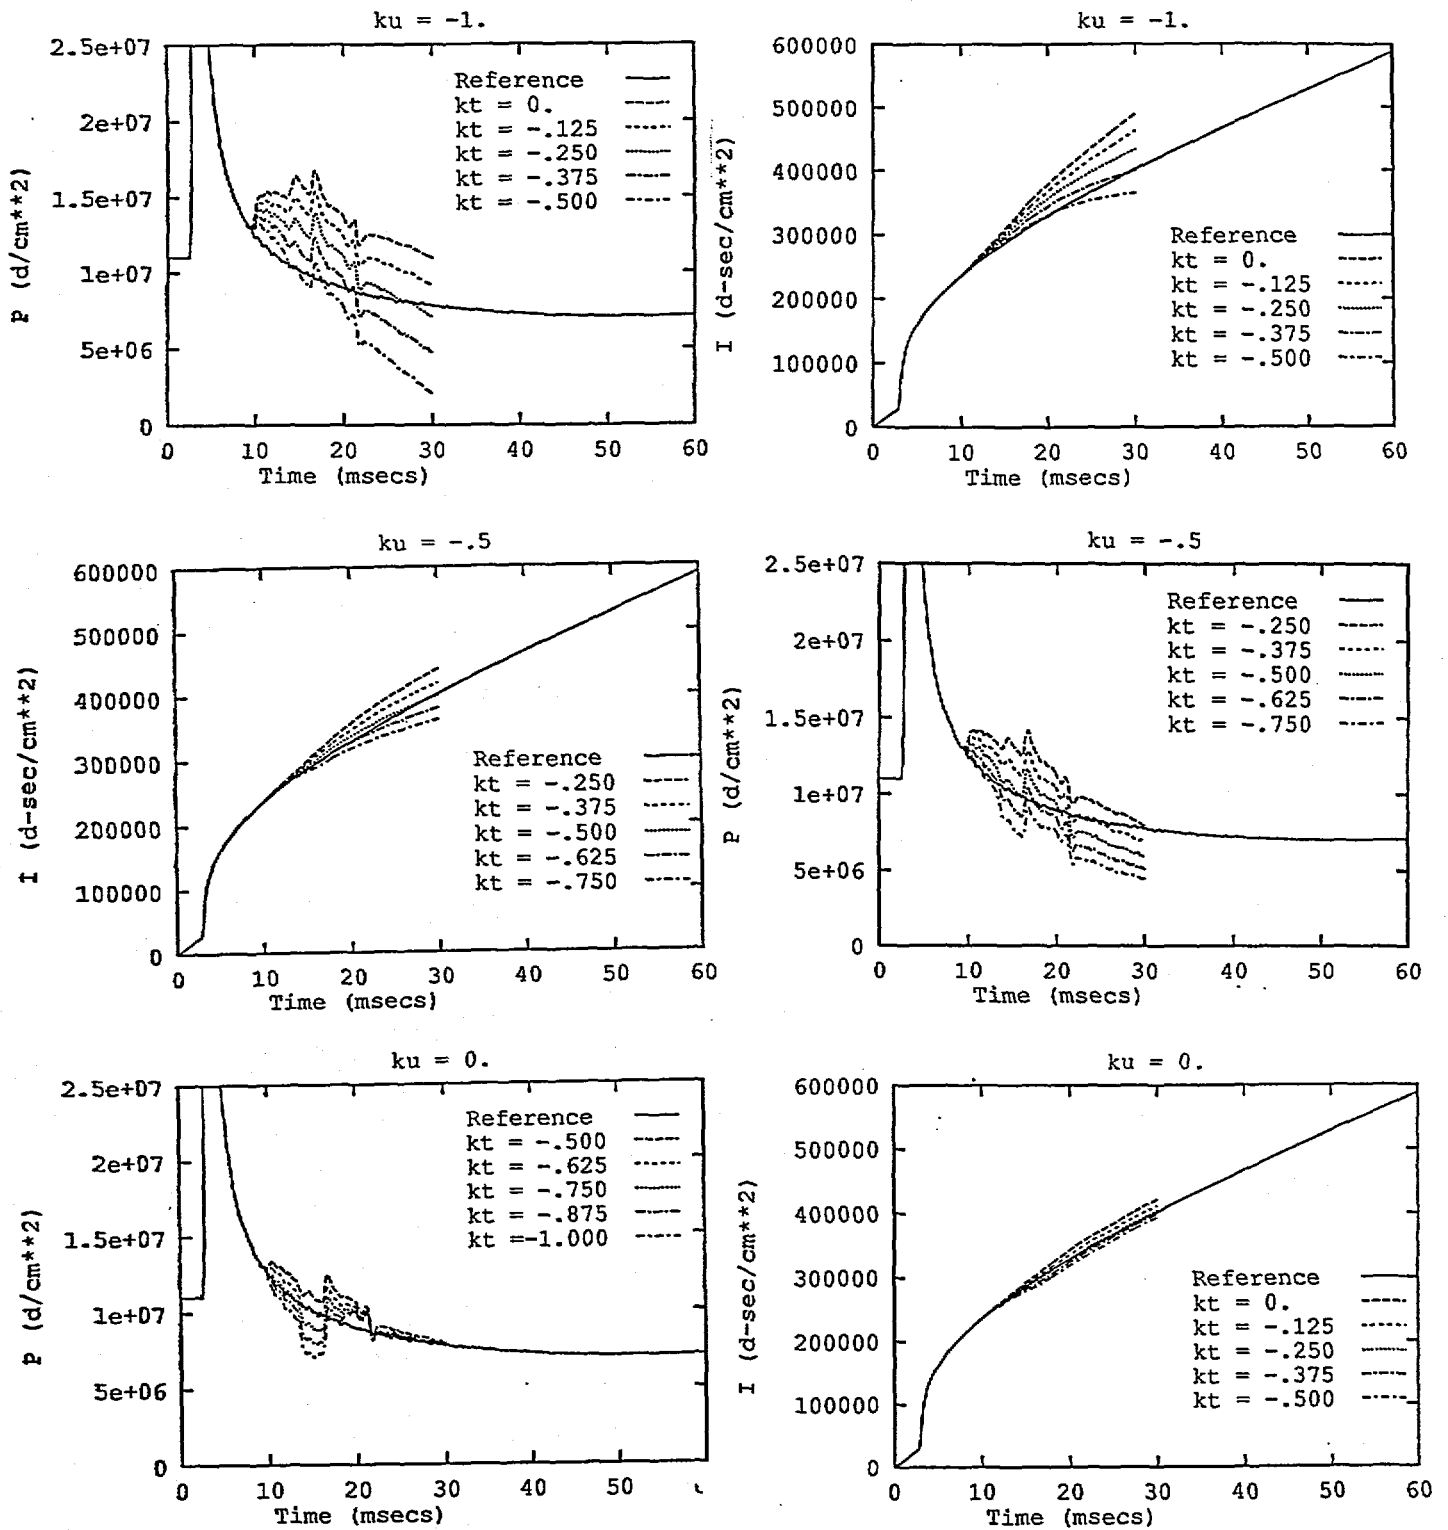 ku = -1.
2.5e+07
2e+07
1.5e+07
1e+07
5e+06
0
P (d/cm**2)
Reference
kt = 0.
kt = -.125
kt = -.250
kt = -.375
kt = -.500
0 10 20 30 40 50 60
Time (msecs)
ku = -1.
600000
500000
400000
300000
200000
100000
0
I (d-sec/cm**2)
Reference
kt = 0.
kt = -.125
kt = -.250
kt = -.375
kt = -.500
0 10 20 30 40 50 60
Time (msecs)
ku = -.5
600000
500000
400000
300000
200000
100000
0
I (d-sec/cm**2)
Reference
kt = -.250
kt = -.375
kt = -.500
kt = -.625
kt = -.750
0 10 20 30 40 50 60
Time (msecs)
ku = -.5
2.5e+07
2e+07
1.5e+07
1e+07
5e+06
0
P (d/cm**2)
Reference
kt = -.250
kt = -.375
kt = -.500
kt = -.625
kt = -.750
0 10 20 30 40 50 60
Time (msecs)
ku = 0.
2.5e+07
2e+07
1.5e+07
1e+07
5e+06
0
P (d/cm**2)
Reference
kt = -.500
kt = -.625
kt = -.750
kt = -.875
kt =-1.000
0 10 20 30 40 50
Time (msecs)
ku = 0.
600000
500000
400000
300000
200000
100000
0
I (d-sec/cm**2)
Reference
kt = 0.
kt = -.125
kt = -.250
kt = -.375
kt = -.500
0 10 20 30 40 50 60
Time (msecs)